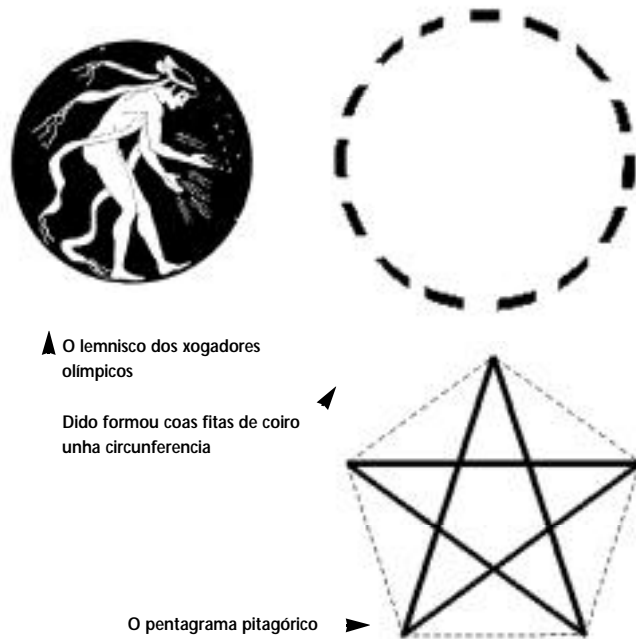 O lemnisco dos xogadores
olímpicos
Dido formou coas fitas de coiro
unha circunferencia
O pentagrama pitagórico